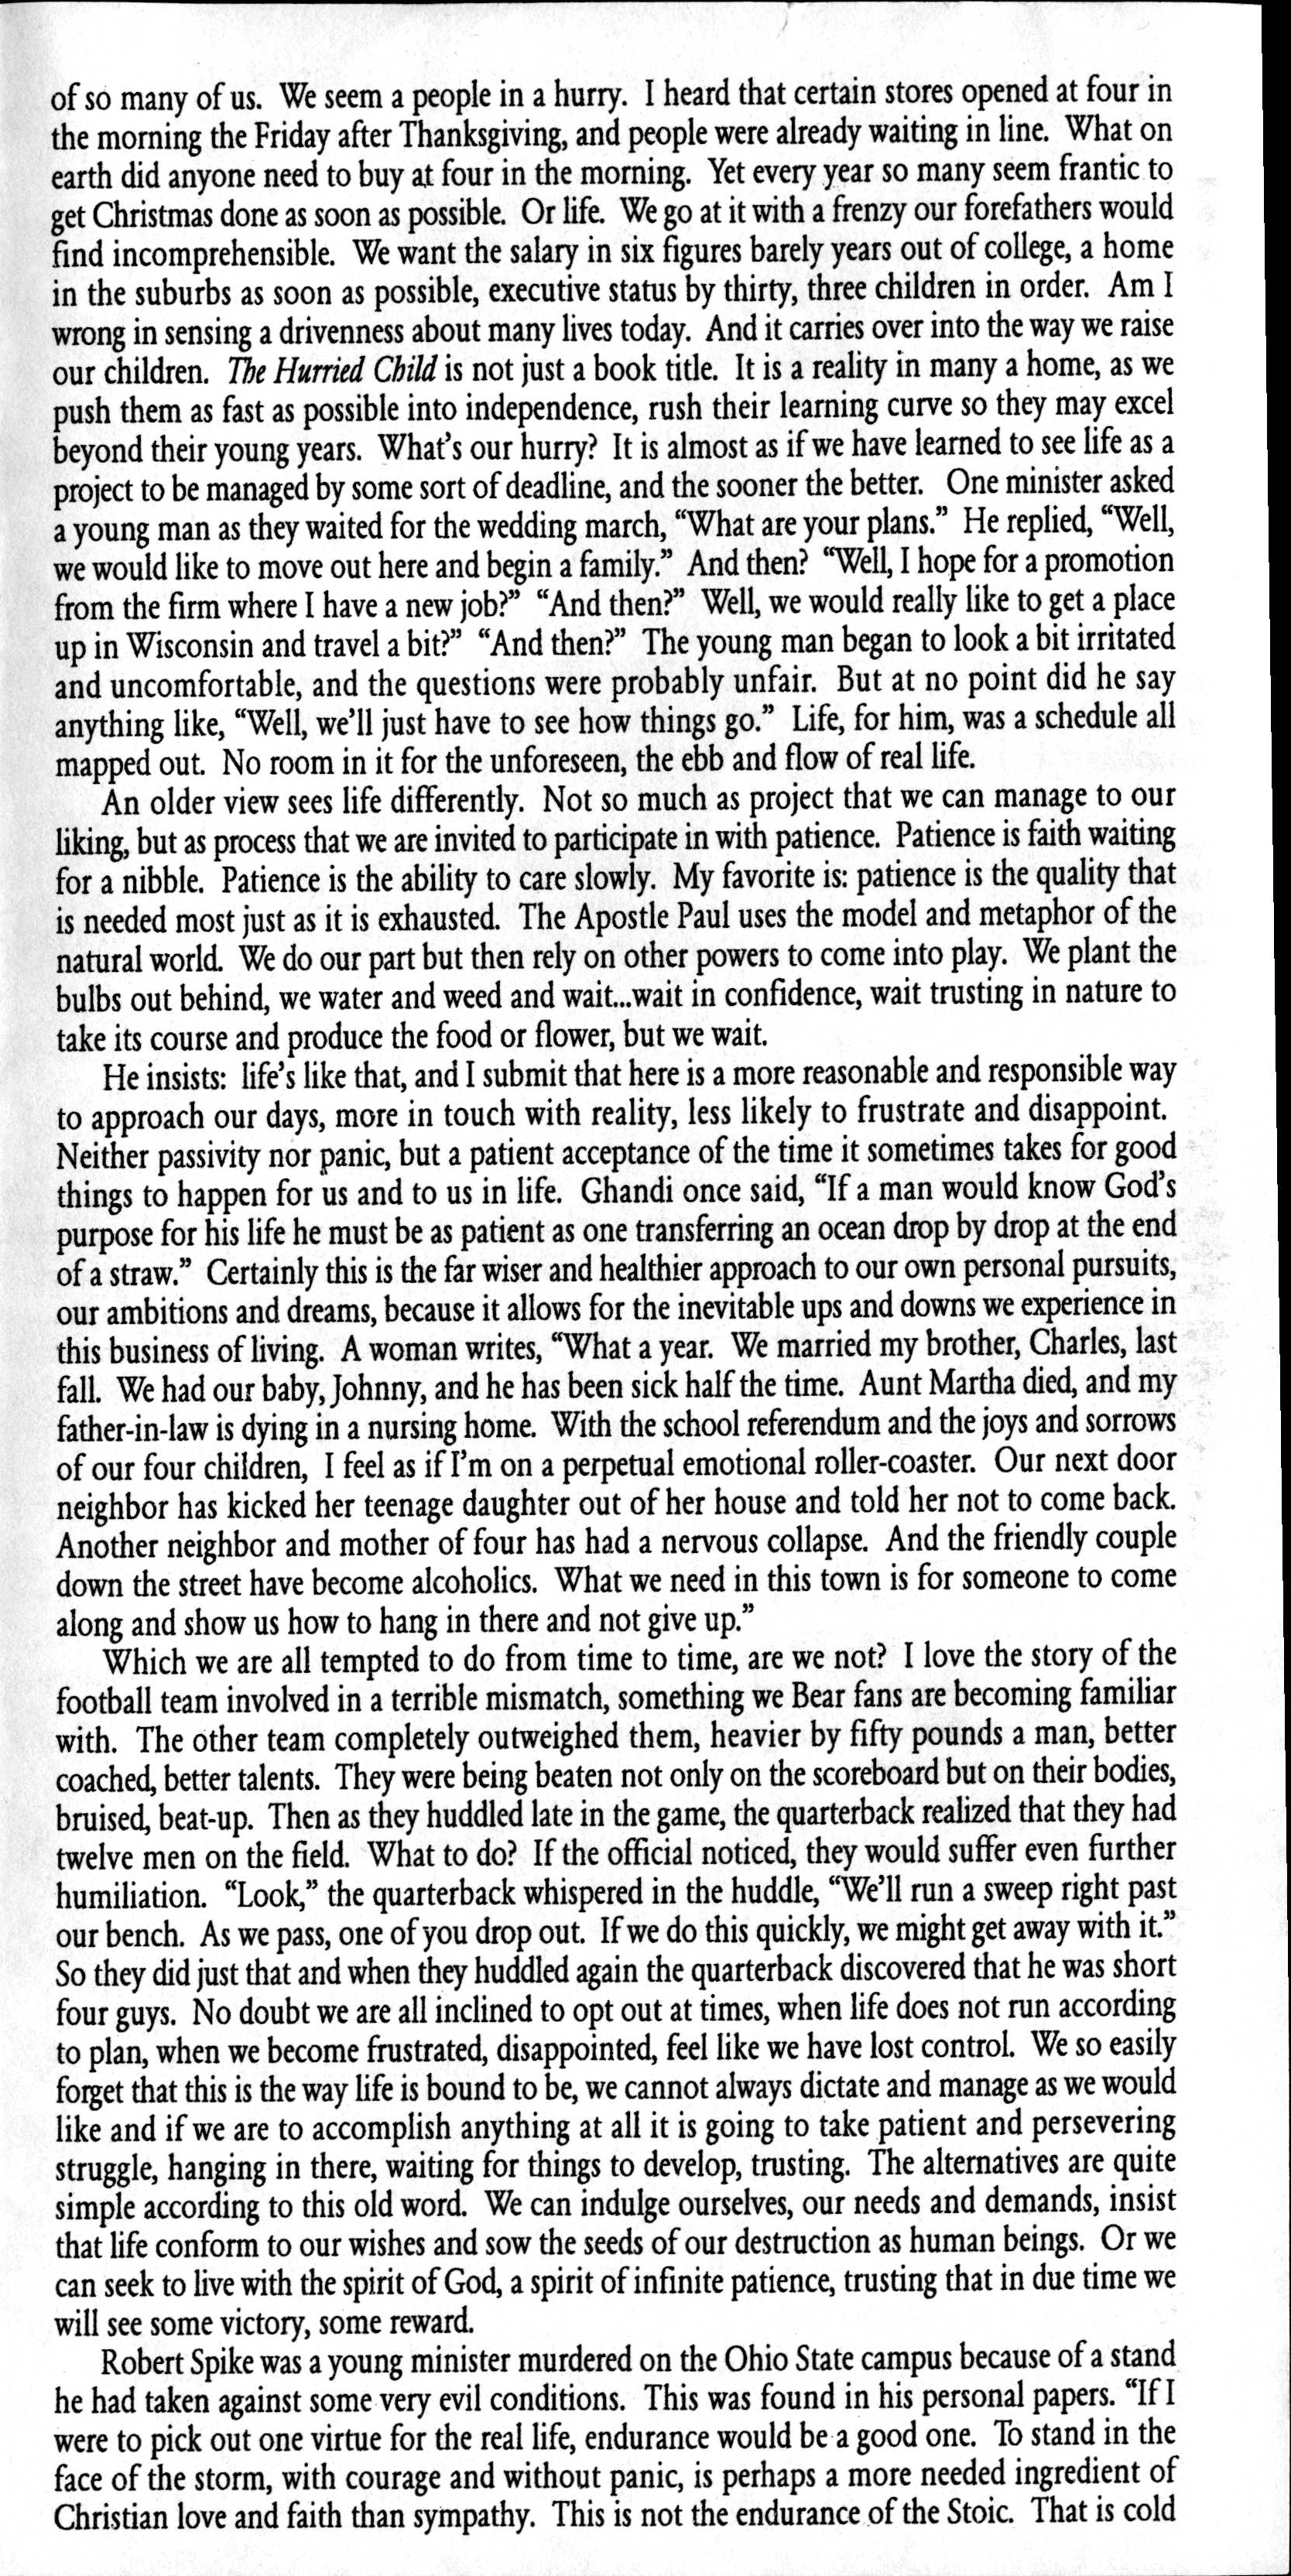 of so many of us. We seem a people in a hurry. I heard that certain stores opened at four in
the morning the Friday after Thanksgiving, and people were already waiting in line. What on
earth did anyone need to buy at four in the morning. Yet every year so many seem frantic to
get Christmas done as soon as possible. Or life. We go at it with a frenzy our forefathers would
find incomprehensible. We want the salary in six figures barely years out of college, a home
in the suburbs as soon as possible, executive status by thirty, three children in order. Am I
wrong in sensing a drivenness about many lives today. And it carries over into the way we raise
our children. The Hurried Child is not just a book title. It is a reality in many a home, as we
push them as fast as possible into independence, rush their learning curve so they may excel
beyond their young years. What's our hurry? It is almost as if we have learned to see life as a
project to be managed by some sort of deadline, and the sooner the better. One minister asked
a young man as they waited for the wedding march, “What are your plans.” He replied, “Well,
we would like to move out here and begin a family.” And then? “Well, I hope for a promotion
from the firm where I have a new job?” “And then?” Well, we would really like to get a place
up in Wisconsin and travel a bit?” “And then?” The young man began to look a bit irritated
and uncomfortable, and the questions were probably unfair. But at no point did he say
anything like, “Well, we'll just have to see how things go.” Life, for him, was a schedule all
mapped out. No room in it for the unforeseen, the ebb and flow of real life.
An older view sees life differently. Not so much as project that we can manage to our
liking, but as process that we are invited to participate in with patience. Patience is faith waiting
for a nibble. Patience is the ability to care slowly. My favorite is: patience is the quality that
is needed most just as it is exhausted. The Apostle Paul uses the model and metaphor of the
natural world. We do our part but then rely on other powers to come into play. We plant the
bulbs out behind, we water and weed and wait...wait in confidence, wait trusting in nature to
take its course and produce the food or flower, but we wait.
He insists: life's like that, and I submit that here is a more reasonable and responsible way
to approach our days, more in touch with reality, less likely to frustrate and disappoint.
Neither passivity nor panic, but a patient acceptance of the time it sometimes takes for good
things to happen for us and to us in life. Ghandi once said, “If a man would know God's
purpose for his life he must be as patient as one transferring an ocean drop by drop at the end
of a straw.” Certainly this is the far wiser and healthier approach to our own personal pursuits,
our ambitions and dreams, because it allows for the inevitable ups and downs we experience in
this business of living. A woman writes, “What a year. We married my brother, Charles, last
fall. We had our baby, Johnny, and he has been sick half the time. Aunt Martha died, and my
father-in-law is dying in a nursing home. With the school referendum and the joys and sorrows
of our four children, I feel as if I'm on a perpetual emotional roller-coaster. Our next door
neighbor has kicked her teenage daughter out of her house and told her not to come back.
Another neighbor and mother of four has had a nervous collapse. And the friendly couple
down the street have become alcoholics. What we need in this town is for someone to come
along and show us how to hang in there and not give up.”
Which we are all tempted to do from time to time, are we not? I love the story of the
football team involved in a terrible mismatch, something we Bear fans are becoming familiar
with. The other team completely outweighed them, heavier by fifty pounds a man, better
coached, better talents. They were being beaten not only on the scoreboard but on their bodies,
bruised, beat-up. Then as they huddled late in the game, the quarterback realized that they had
twelve men on the field. What to do? If the official noticed, they would suffer even further
humiliation. “Look,” the quarterback whispered in the huddle, “We'll run a sweep right past
our bench. As we pass, one of you drop out. If we do this quickly, we might get away with it.”
So they did just that and when they huddled again the quarterback discovered that he was short
four guys. No doubt we are all inclined to opt out at times, when life does not run according
to plan, when we become frustrated, disappointed, feel like we have lost control. We so easily
forget that this is the way life is bound to be, we cannot always dictate and manage as we would
like and if we are to accomplish anything at all it is going to take patient and persevering
struggle, hanging in there, waiting for things to develop, trusting. The alternatives are quite
simple according to this old word. We can indulge ourselves, our needs and demands, insist
that life conform to our wishes and sow the seeds of our destruction as human beings. Or we
can seek to live with the spirit of God, a spirit of infinite patience, trusting that in due time we
will see some victory, some reward.
Robert Spike was a young minister murdered on the Ohio State campus because of a stand
he had taken against some very evil conditions. This was found in his personal papers. “If I
were to pick out one virtue for the real life, endurance would be a good one. To stand in the
face of the storm, with courage and without panic, is perhaps a more needed ingredient of
Christian love and faith than sympathy. This is not the endurance of the Stoic. That is cold